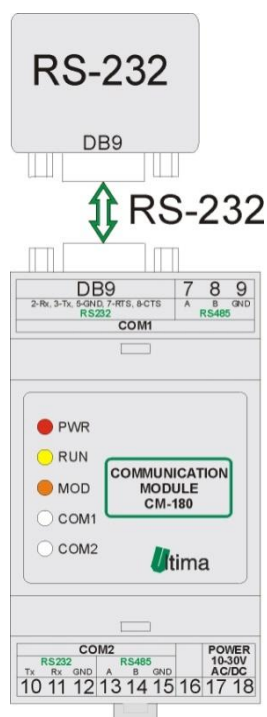 RS-232
DB9
RS-232
DB9 7 8 9
2-Rx, 3-Tx, 5-GND, 7-RTS, 8-CTS A B GND
RS232 RS485
COM1
PWR
RUN
MOD
COM1
COM2
COMMUNICATION
MODULE
CM-180
Ultima
COM2 POWER
RS232 RS485 10-30V
Tx Rx GND A B GND AC/DC
10 11 12 13 14 15 16 17 18